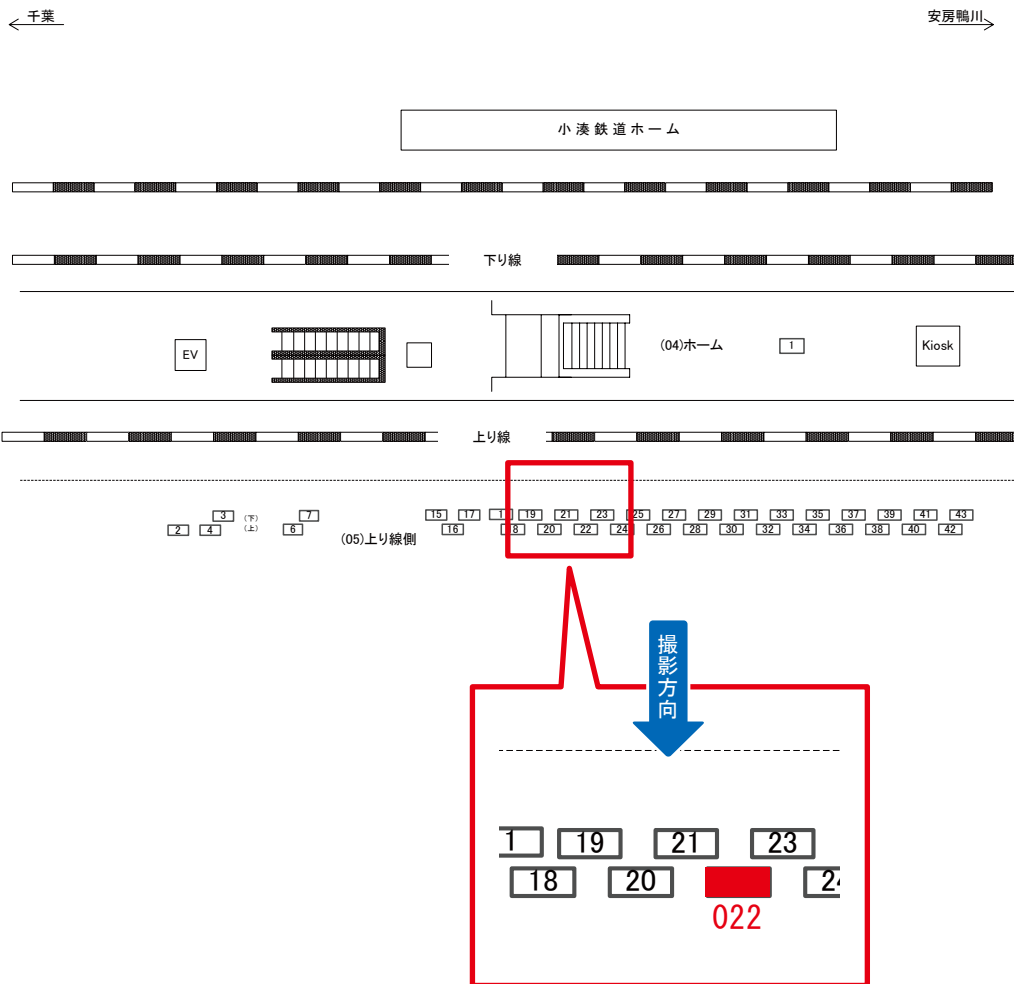 千葉
安房鴨川
小湊鉄道ホーム
下り線
EV
(04)ホーム
1
Kiosk
上り線
3 (下) 7 15 17 1 19 21 23 25 27 29 31 33 35 37 39 41 43
2 4 (上) 6 16 18 20 22 24 26 28 30 32 34 36 38 40 42
(05)上り線側
撮影方向
1 19 21 23
18 20 24
022